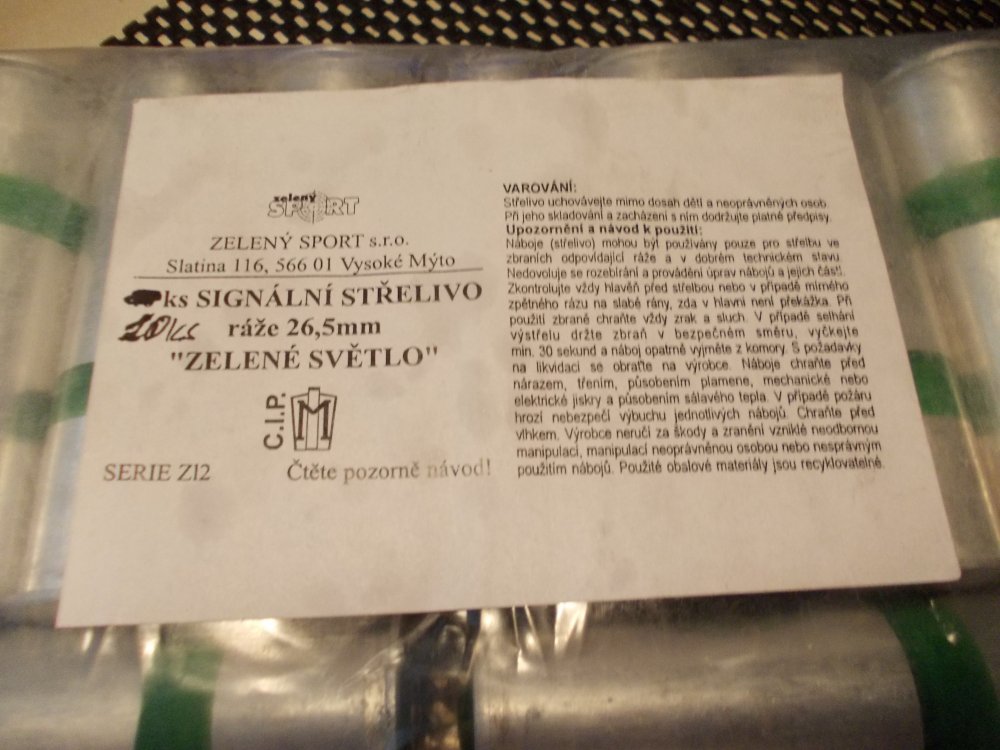 zelený
SPORT
ZELENÝ SPORT s.r.o.
Slatina 116, 566 01 Vysoké Mýto
ks SIGNÁLNÍ STŘELIVO
10ks ráže 26,5mm
"ZELENÉ SVĚTLO"
C.I.P.
SERIE Z12
Čtěte pozorně návod!
VAROVÁNÍ:
Střelivo uchovávejte mimo dosah dětí a neoprávněných osob.
Při jeho skladování a zacházení s ním dodržujte platné předpisy.
Upozornění a návod k použití:
Náboje (střelivo) mohou být používány pouze pro střelbu ve
zbraních odpovídající ráže a v dobrém technickém stavu.
Nedovoluje se rozebírání a provádění úprav nábojů a jejich částí.
Zkontrolujte vždy hlavěň před střelbou nebo v případě mírného
zpětného rázu na slabé rány, zda v hlavni není překážka. Při
použití zbraně chraňte vždy zrak a sluch. V případě selhání
výstřelu držte zbraň v bezpečném směru, vyčkejte
min. 30 sekund a náboj opatrně vyjměte z komory. S požadavky
na likvidaci se obraťte na výrobce. Náboje chraňte před
nárazem, třením, působením plamene, mechanické nebo
elektrické jiskry a působením sálavého tepla. V případě požáru
hrozí nebezpečí výbuchu jednotlivých nábojů. Chraňte před
vlhkem. Výrobce neručí za škody a zranění vzniklé neodbornou
manipulací, manipulací neoprávněnou osobou nebo nesprávným
použitím nábojů. Použité obalové materiály jsou recyklovatelné.